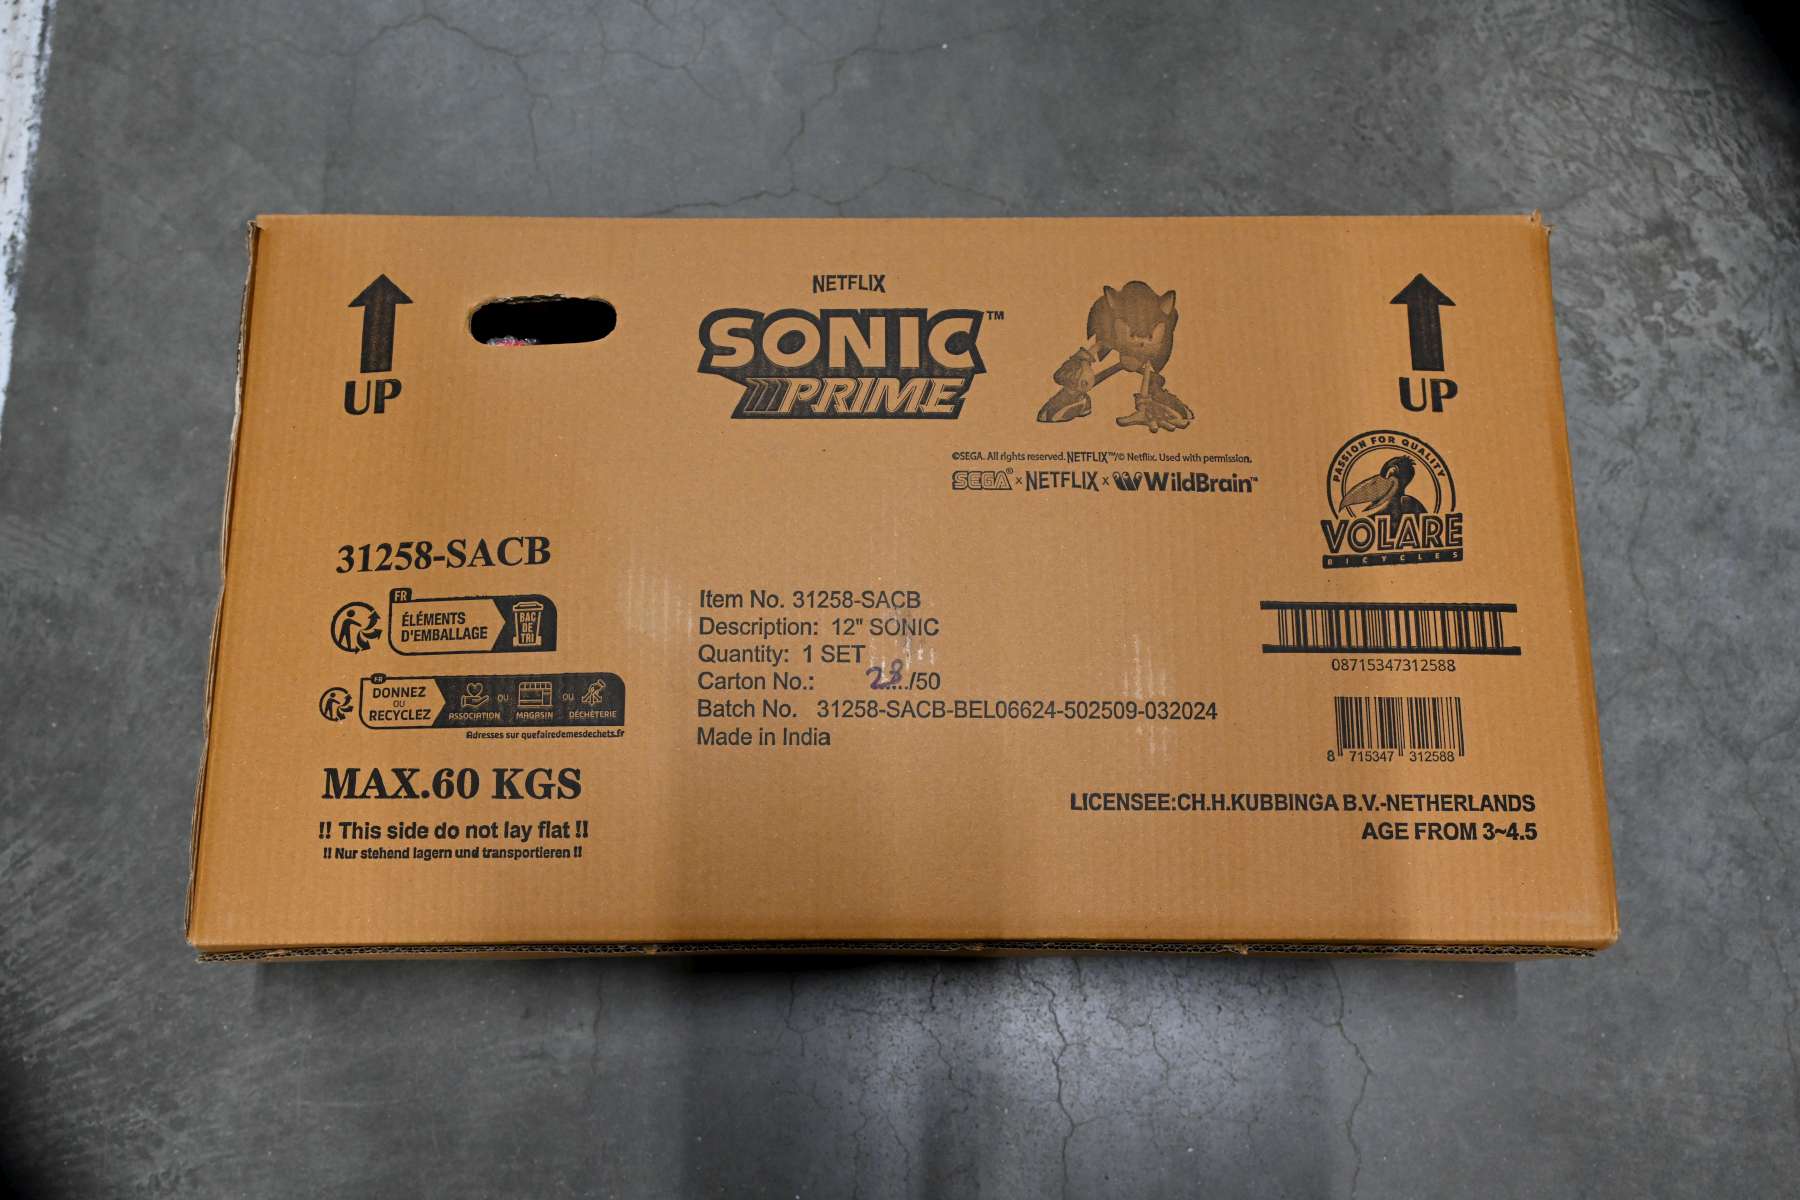 UP
NETFLIX
SONIC™
PRIME
UP
©SEGA. All rights reserved. NETFLIX™/© Netflix. Used with permission.
SEGA® x NETFLIX x WildBrain™
PASSION FOR QUALITY
VOLARE
BICYCLES
31258-SACB
FR
ÉLÉMENTS
D'EMBALLAGE
BAC
DE
TRI
FR
DONNEZ
OU
RECYCLEZ
ASSOCIATION OU MAGASIN OU DÉCHÈTERIE
Adresses sur quefairedemesdechets.fr
MAX.60 KGS
!! This side do not lay flat !!
!! Nur stehend lagern und transportieren !!
Item No. 31258-SACB
Description: 12" SONIC
Quantity: 1 SET
Carton No.: 28...../50
Batch No. 31258-SACB-BEL06624-502509-032024
Made in India
08715347312588
8 715347 312588
LICENSEE:CH.H.KUBBINGA B.V.-NETHERLANDS
AGE FROM 3~4.5